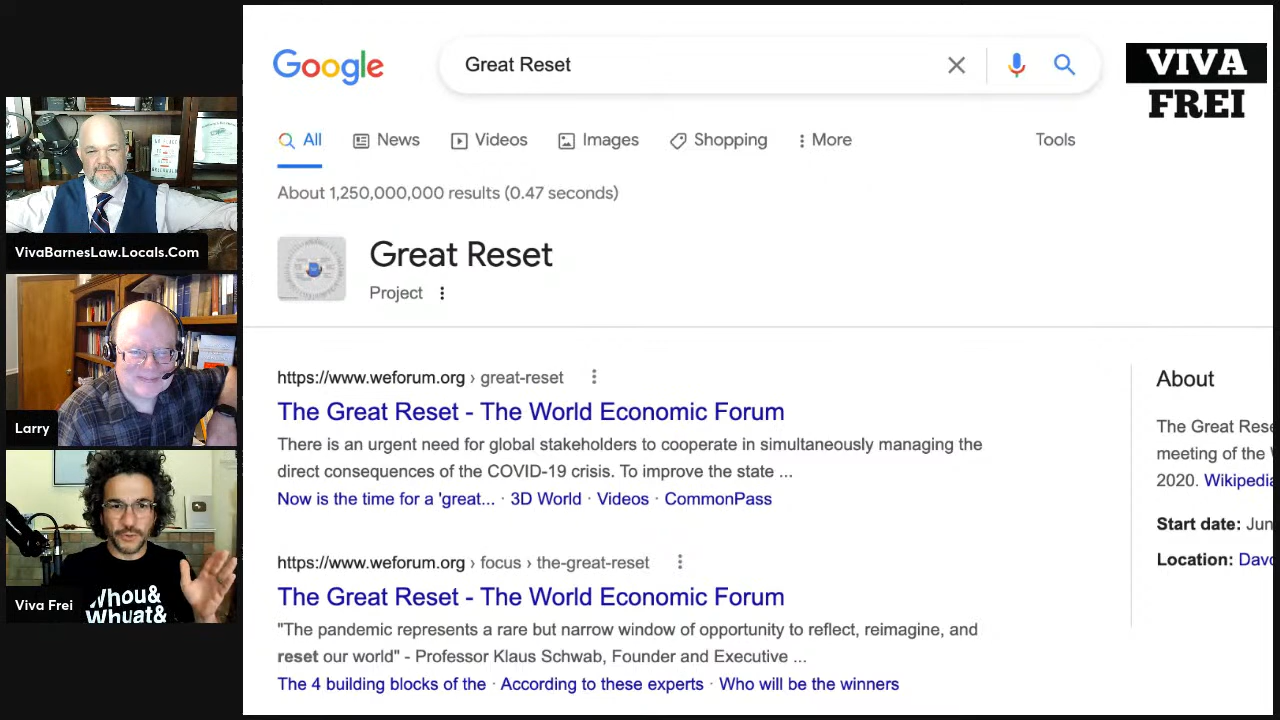 VivaBarnesLaw.Locals.Com
Larry
Whou&
Whuat&
Viva Frei
Google
Great Reset
VIVA
FREI
All
News
Videos
Images
Shopping
More
Tools
About 1,250,000,000 results (0.47 seconds)
Great Reset
Project
https://www.weforum.org › great-reset
The Great Reset - The World Economic Forum
There is an urgent need for global stakeholders to cooperate in simultaneously managing the
direct consequences of the COVID-19 crisis. To improve the state ...
Now is the time for a 'great... · 3D World · Videos · CommonPass
https://www.weforum.org › focus › the-great-reset
The Great Reset - The World Economic Forum
"The pandemic represents a rare but narrow window of opportunity to reflect, reimagine, and
reset our world" - Professor Klaus Schwab, Founder and Executive ...
The 4 building blocks of the · According to these experts · Who will be the winners
About
The Great Rese
meeting of the
2020. Wikipedia
Start date: Jun
Location: Davo